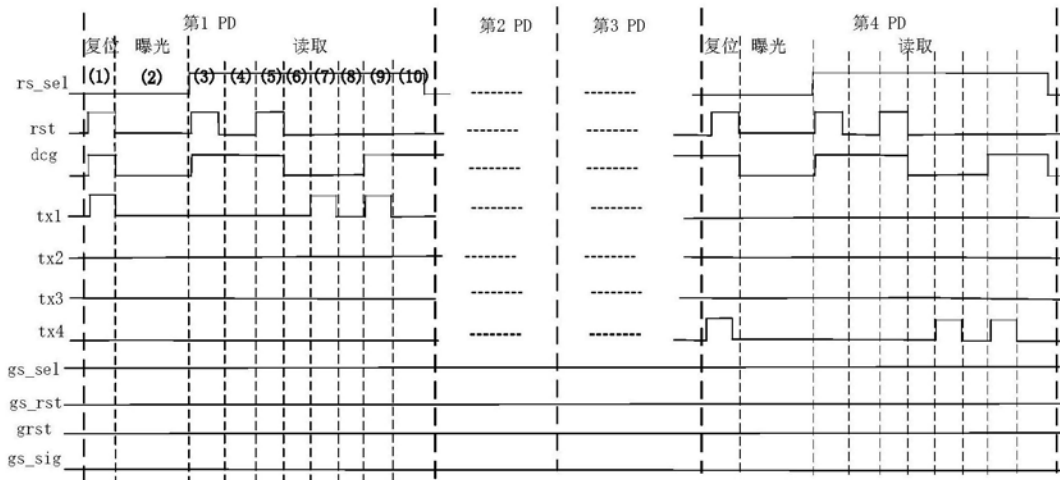 第1 PD 第2 PD 第3 PD 第4 PD
复位 曝光 读取 复位 曝光 读取
rs_sel (1) (2) (3) (4) (5) (6) (7) (8) (9) (10)
rst
dcg
tx1
tx2
tx3
tx4
gs_sel
gs_rst
grst
gs_sig